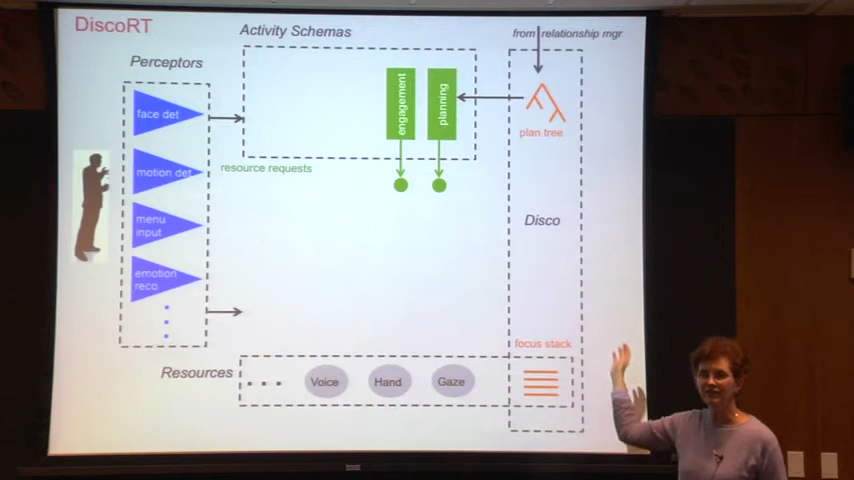 DiscoRT
Activity Schemas
from relationship mgr
Perceptors
face det
engagement
planning
plan tree
resource requests
motion det
menu
input
Disco
emotion
reco
focus stack
Resources
Voice
Hand
Gaze